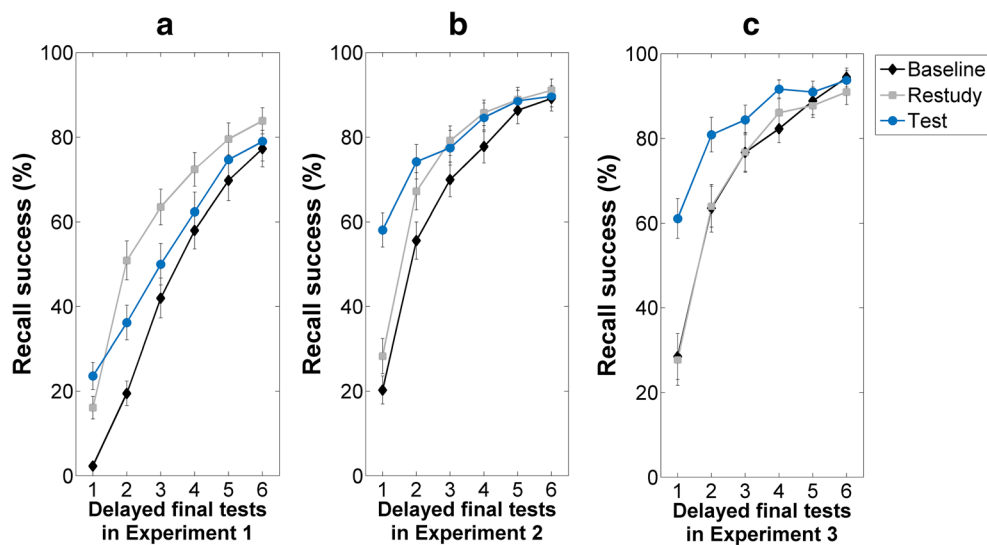 a
b
c
Recall success (%)
100
80
60
40
20
0
1 2 3 4 5 6
Delayed final tests
in Experiment 1
Recall success (%)
100
80
60
40
20
0
1 2 3 4 5 6
Delayed final tests
in Experiment 2
Recall success (%)
100
80
60
40
20
0
1 2 3 4 5 6
Delayed final tests
in Experiment 3
Baseline
Restudy
Test